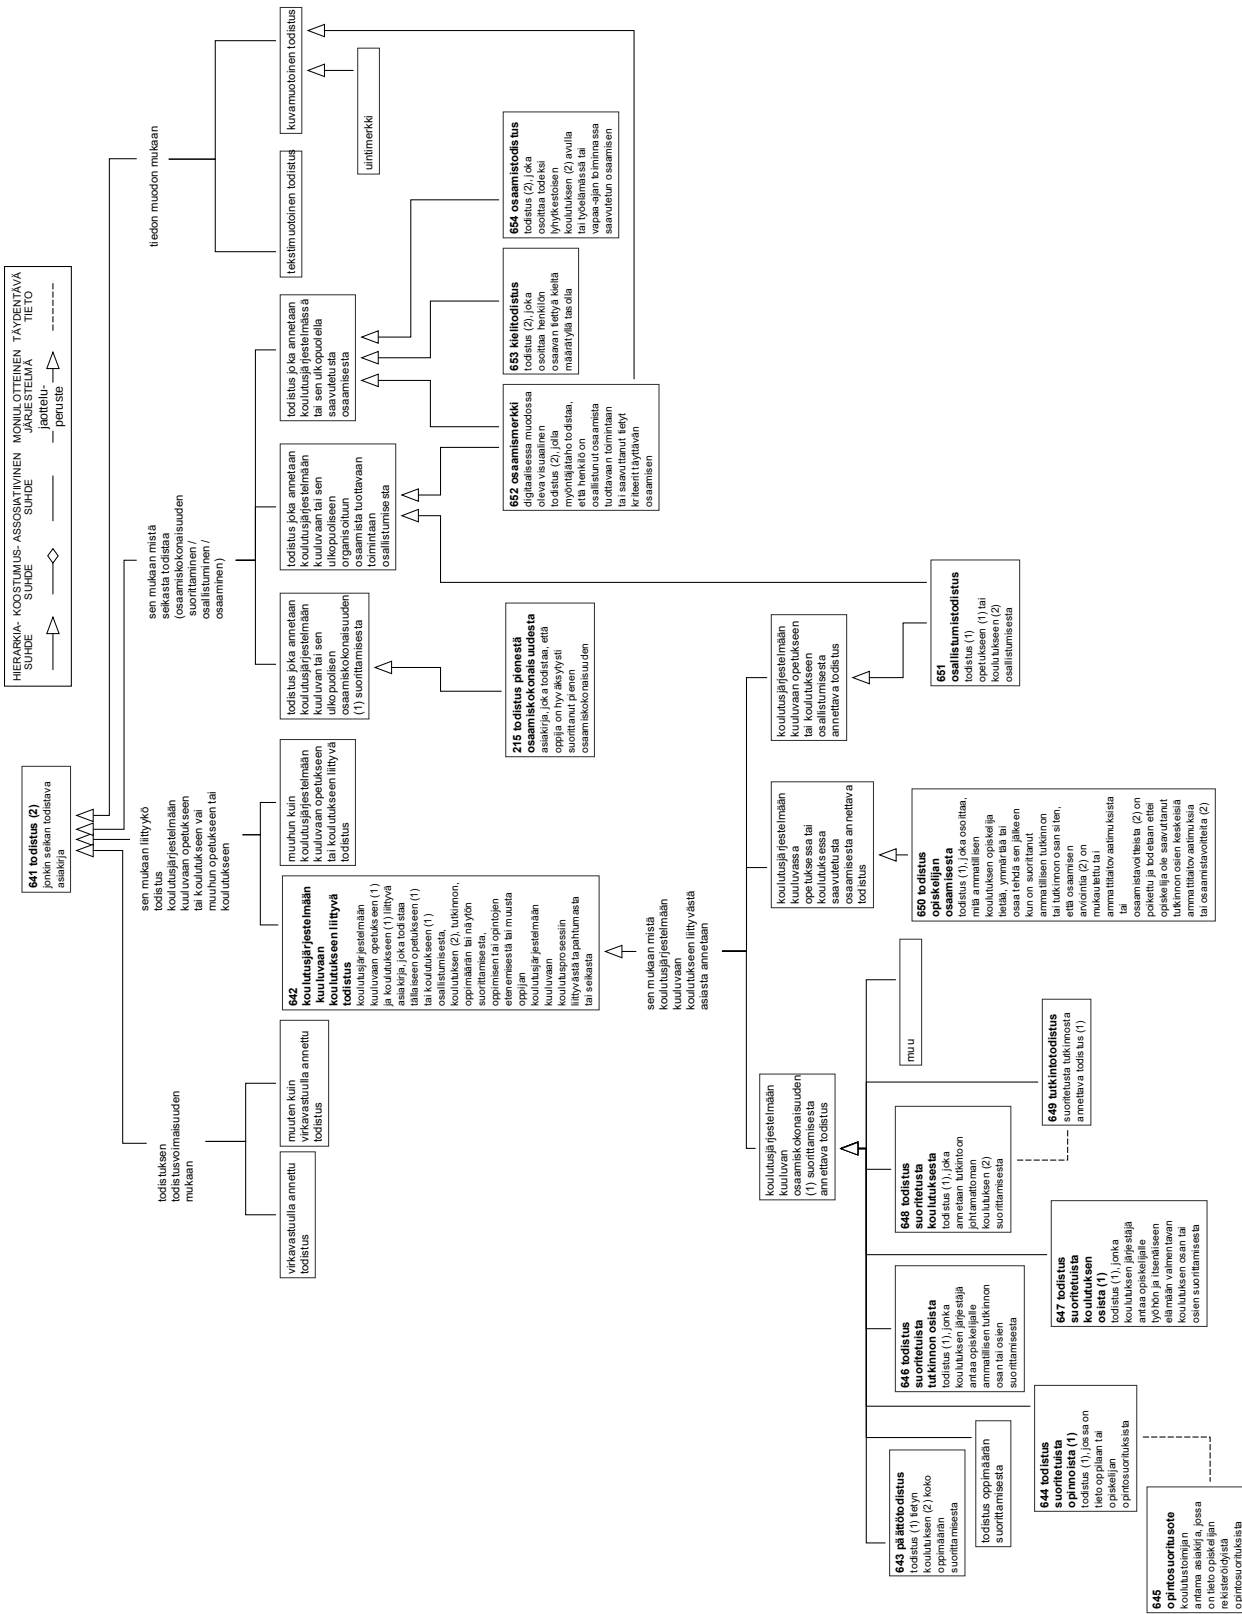 HIERARKIA- KOOSTUMUS- ASSOSIATIIVINEN MONIULOTTEINEN TÄYDENTÄVÄ
SUHDE SUHDE SUHDE JÄRJESTELMÄ TIETO
jaottelu-
peruste
641 todistus (2)
jonkin seikan todistava
asiakirja
todistuksen
todistusvoimaisuuden
mukaan
sen mukaan liittyykö
todistus
koulutusjärjestelmään
kuuluvaan opetukseen
tai koulutukseen vai
muuhun opetukseen tai
koulutukseen
sen mukaan mistä
seikasta todistaa
(osaamiskokonaisuuden
suorittaminen /
osallistuminen /
osaaminen)
tiedon muodon mukaan
virkavastuulla annettu
todistus
muuten kuin
virkavastuulla annettu
todistus
642
koulutusjärjestelmään
kuuluvaan
koulutukseen liittyvä
todistus
koulutusjärjestelmään
kuuluvaan opetukseen (1)
ja koulutukseen (1) liittyvä
asiakirja, joka todistaa
tällaiseen opetukseen (1)
tai koulutukseen (1)
osallistumisesta,
koulutuksen (2), tutkinnon,
oppimäärän tai näytön
suorittamisesta,
oppimisen tai opintojen
etenemisestä tai muusta
oppijan
koulutusjärjestelmään
kuuluvaan
koulutusprosessiin
liittyvästä tapahtumasta
tai seikasta
muuhun kuin
koulutusjärjestelmään
kuuluvaan opetukseen
tai koulutukseen liittyvä
todistus
todistus joka annetaan
koulutusjärjestelmään
kuuluvan tai sen
ulkopuolisen
osaamiskokonaisuuden
(1) suorittamisesta
todistus joka annetaan
koulutusjärjestelmään
kuuluvaan tai sen
ulkopuoliseen
organisoituun
osaamista tuottavaan
toimintaan
osallistumisesta
todistus joka annetaan
koulutusjärjestelmässä
tai sen ulkopuolella
saavutetusta
osaamisesta
tekstimuotoinen todistus
kuvamuotoinen todistus
uintimerkki
215 todistus pienestä
osaamiskokonaisuudesta
asiakirja, joka todistaa, että
oppija on hyväksytysti
suorittanut pienen
osaamiskokonaisuuden
652 osaamismerkki
digitaalisessa muodossa
oleva visuaalinen
todistus (2), jolla
myöntäjätaho todistaa,
että henkilö on
osallistunut osaamista
tuottavaan toimintaan
tai saavuttanut tietyt
kriteerit täyttävän
osaamisen
653 kielitodistus
todistus (2), joka
osoittaa henkilön
osaavan tiettyä kieltä
määrätyllä tasolla
654 osaamistodistus
todistus (2), joka
osoittaa todeksi
lyhytkestoisen
koulutuksen (2) avulla
tai työelämässä tai
vapaa-ajan toiminnassa
saavutetun osaamisen
sen mukaan mistä
koulutusjärjestelmään
kuuluvaan
koulutukseen liittyvästä
asiasta annetaan
koulutusjärjestelmään
kuuluvan
osaamiskokonaisuuden
(1) suorittamisesta
annettava todistus
koulutusjärjestelmään
kuuluvassa
opetuksessa tai
koulutuksessa
saavutetusta
osaamisesta annettava
todistus
koulutusjärjestelmään
kuuluvaan opetukseen
tai koulutukseen
osallistumisesta
annettava todistus
643 päättötodistus
todistus (1) tietyn
koulutuksen (2) koko
oppimäärän
suorittamisesta
todistus oppimäärän
suorittamisesta
644 todistus
suoritetuista
opinnoista (1)
todistus (1), jossa on
tieto oppilaan tai
opiskelijan
opintosuorituksista
645
opintosuoritusote
koulutustoimijan
antama asiakirja, jossa
on tieto opiskelijan
rekisteröidyistä
opintosuorituksista
646 todistus
suoritetuista
tutkinnon osista
todistus (1), jonka
koulutuksen järjestäjä
antaa opiskelijalle
ammatillisen tutkinnon
osan tai osien
suorittamisesta
647 todistus
suoritetuista
koulutuksen
osista (1)
todistus (1), jonka
koulutuksen järjestäjä
antaa opiskelijalle
työhön ja itsenäiseen
elämään valmentavan
koulutuksen osan tai
osien suorittamisesta
648 todistus
suoritetusta
koulutuksesta
todistus (1), joka
annetaan tutkintoon
johtamattoman
koulutuksen (2)
suorittamisesta
649 tutkintotodistus
suoritetusta tutkinnosta
annettava todistus (1)
muu
650 todistus
opiskelijan
osaamisesta
todistus (1), joka osoittaa,
mitä ammatillisen
koulutuksen opiskelija
tietää, ymmärtää tai
osaa tehdä sen jälkeen
kun on suorittanut
ammatillisen tutkinnon
tai tutkinnon osan siten,
että osaamisen
arviointia (2) on
mukautettu tai
ammattitaitovaatimuksista
tai
osaamistavoitteista (2) on
poikettu ja todetaan ettei
opiskelija ole saavuttanut
tutkinnon osien keskeisiä
ammattitaitovaatimuksia
tai osaamistavoitteita (2)
651
osallistumistodistus
todistus (1)
opetukseen (1) tai
koulutukseen (2)
osallistumisesta